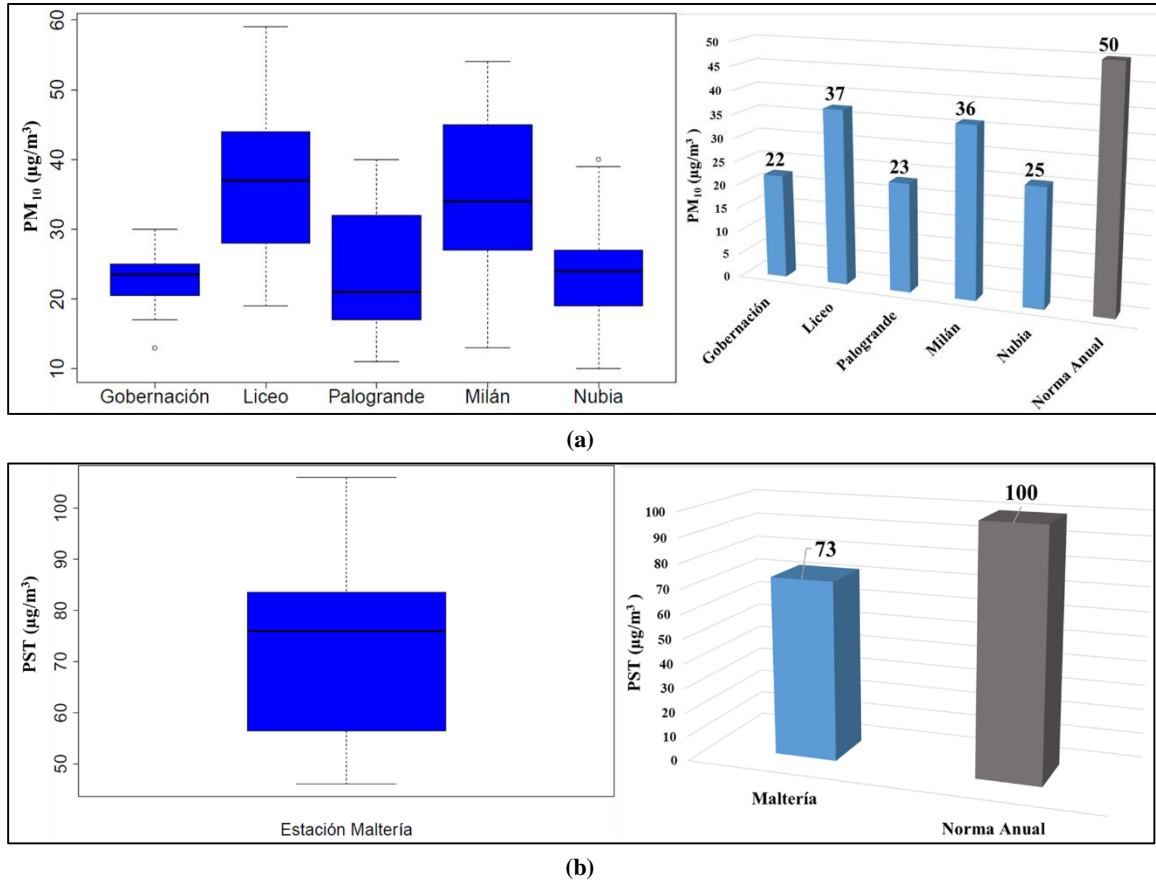 PM10 (µg/m³)
60
50
40
30
20
10
Gobernación Liceo Palogrande Milán Nubia
PM10 (µg/m³ )
50
45
40
35
30
25
20
15
10
5
0
22
37
23
36
25
50
Gobernación
Liceo
Palogrande
Milán
Nubia
Norma Anual
(a)
PST (µg/m³)
100
90
80
70
60
50
Estación Maltería
PST (µg/m³ )
100
90
80
70
60
50
40
30
20
10
0
73
100
Maltería
Norma Anual
(b)